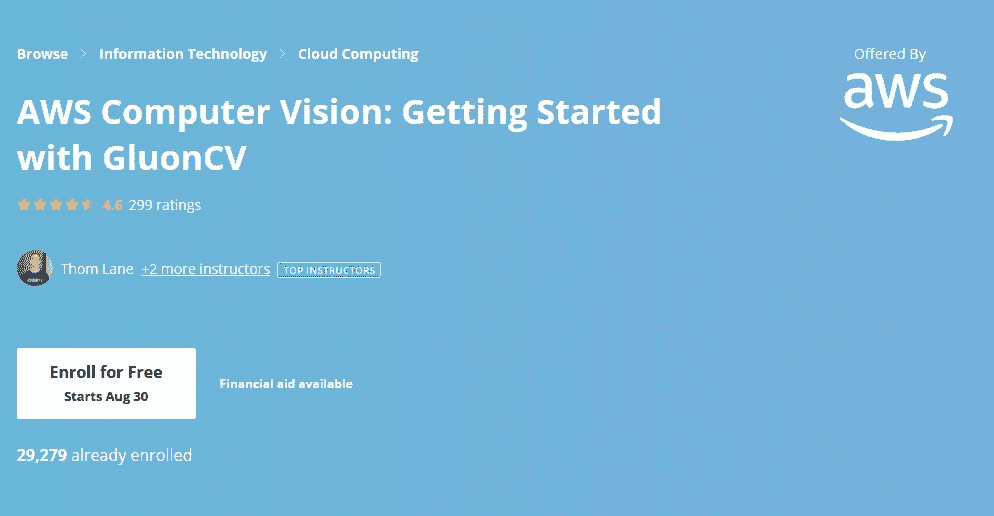 Browse > Information Technology > Cloud Computing
Offered By
aws
AWS Computer Vision: Getting Started
with GluonCV
4.6 299 ratings
Thom Lane +2 more instructors TOP INSTRUCTORS
Enroll for Free
Starts Aug 30
Financial aid available
29,279 already enrolled